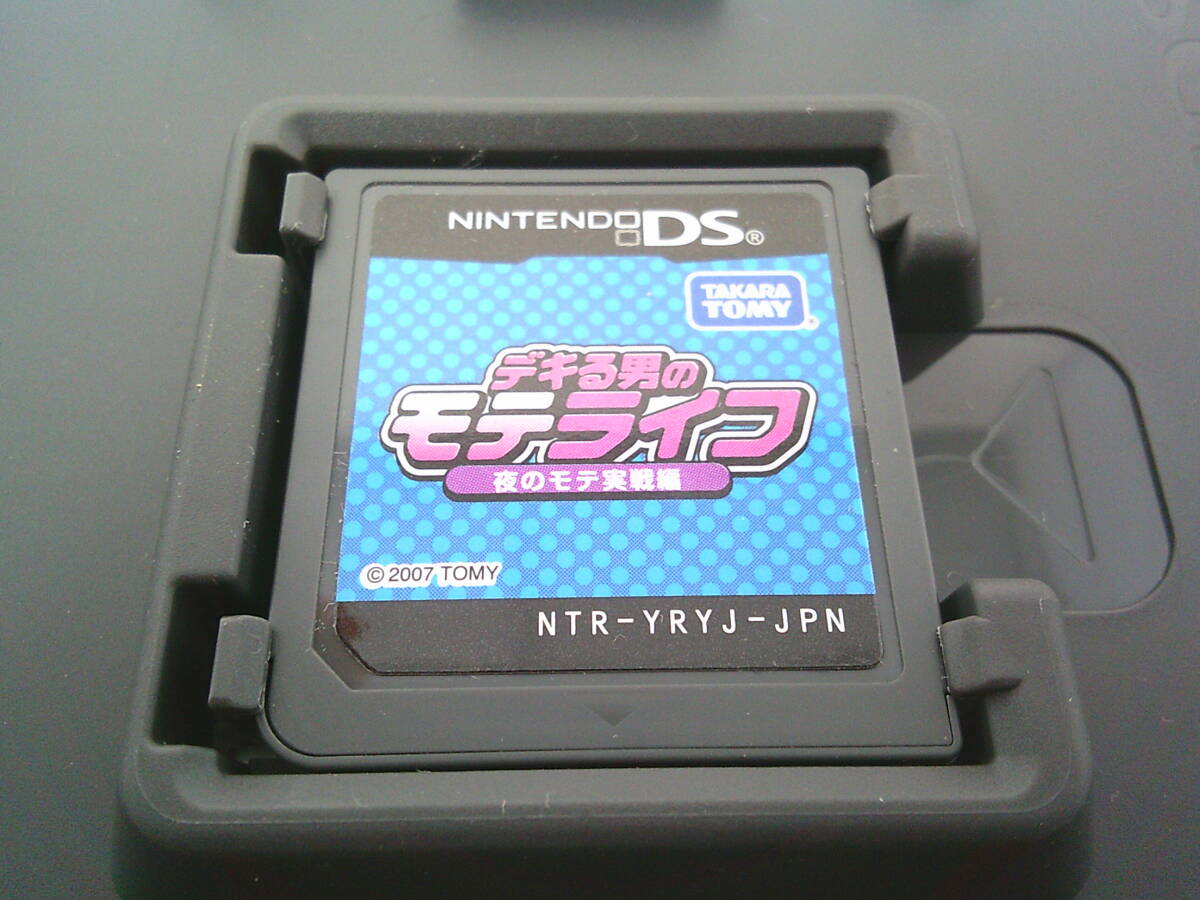 NINTENDO DS®
TAKARA
TOMY
デキる男の
モテライフ
夜のモテ実戦編
© 2007 TOMY
NTR-YRYJ-JPN